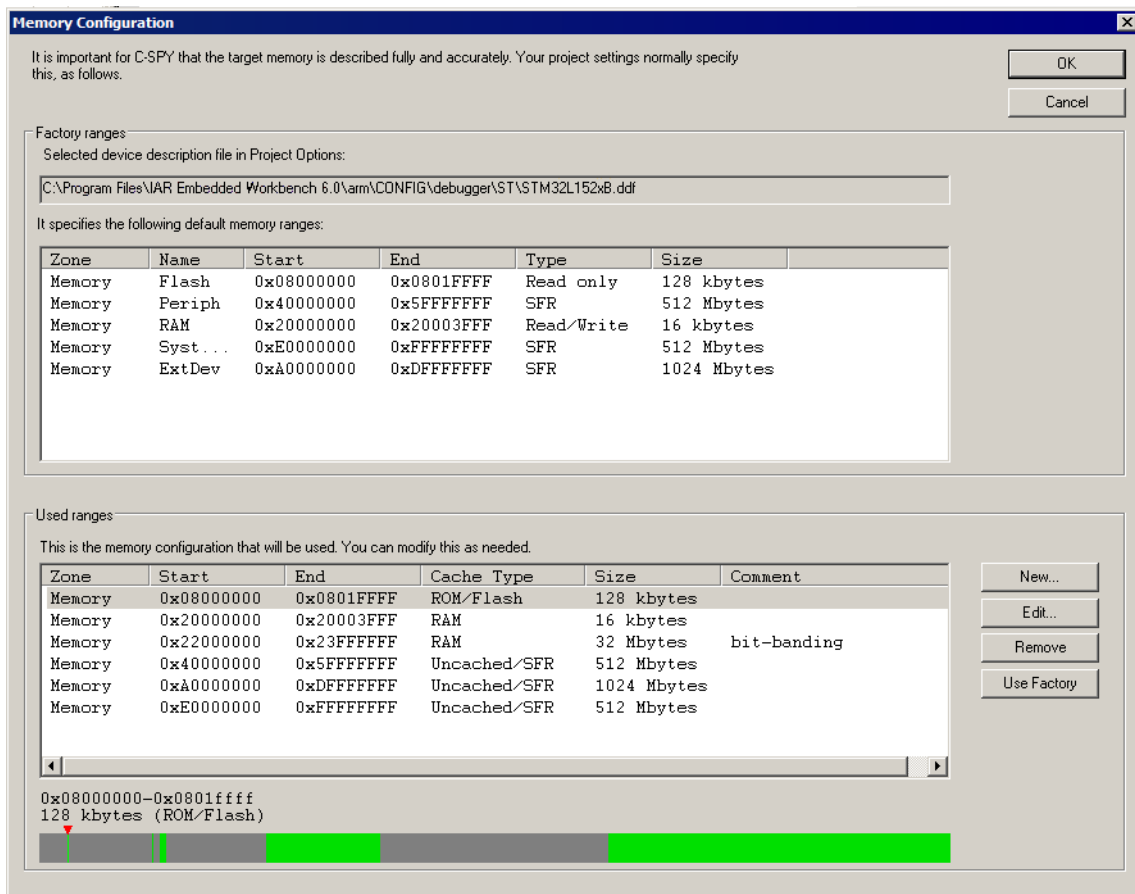 Memory Configuration
It is important for C-SPY that the target memory is described fully and accurately. Your project settings normally specify
this, as follows.
OK
Cancel
Factory ranges
Selected device description file in Project Options:
C:\Program Files\IAR Embedded Workbench 6.0\arm\CONFIG\debugger\ST\STM32L152xB.ddf
It specifies the following default memory ranges:
Zone Name Start End Type Size
Memory Flash 0x08000000 0x0801FFFF Read only 128 kbytes
Memory Periph 0x40000000 0x5FFFFFFF SFR 512 Mbytes
Memory RAM 0x20000000 0x20003FFF Read/Write 16 kbytes
Memory Syst... 0xE0000000 0xFFFFFFFF SFR 512 Mbytes
Memory ExtDev 0xA0000000 0xDFFFFFFF SFR 1024 Mbytes
Used ranges
This is the memory configuration that will be used. You can modify this as needed.
Zone Start End Cache Type Size Comment
Memory 0x08000000 0x0801FFFF ROM/Flash 128 kbytes
Memory 0x20000000 0x20003FFF RAM 16 kbytes
Memory 0x22000000 0x23FFFFFF RAM 32 Mbytes bit-banding
Memory 0x40000000 0x5FFFFFFF Uncached/SFR 512 Mbytes
Memory 0xA0000000 0xDFFFFFFF Uncached/SFR 1024 Mbytes
Memory 0xE0000000 0xFFFFFFFF Uncached/SFR 512 Mbytes
New...
Edit...
Remove
Use Factory
0x08000000-0x0801ffff
128 kbytes (ROM/Flash)